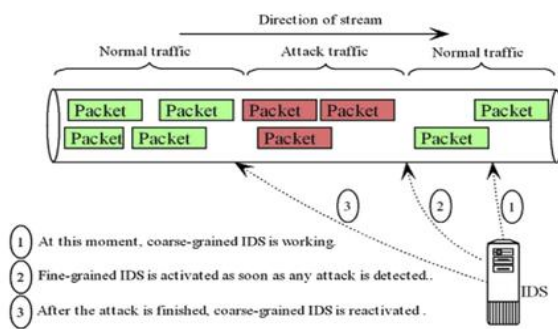 Direction of stream
Normal traffic Attack traffic Normal traffic
Packet Packet Packet Packet Packet
Packet Packet Packet Packet
3 2 1
1 At this moment, coarse-grained IDS is working.
2 Fine-grained IDS is activated as soon as any attack is detected..
IDS
3 After the attack is finished, coarse-grained IDS is reactivated .